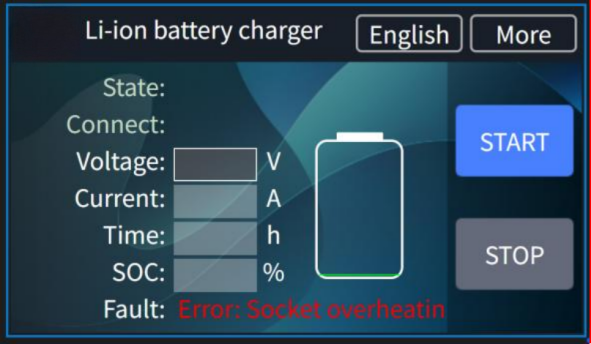 Li-ion battery charger English More
State:
Connect:
START
Voltage: V
Current: A
Time: h
STOP
SOC: %
Fault: Error: Socket overheatin